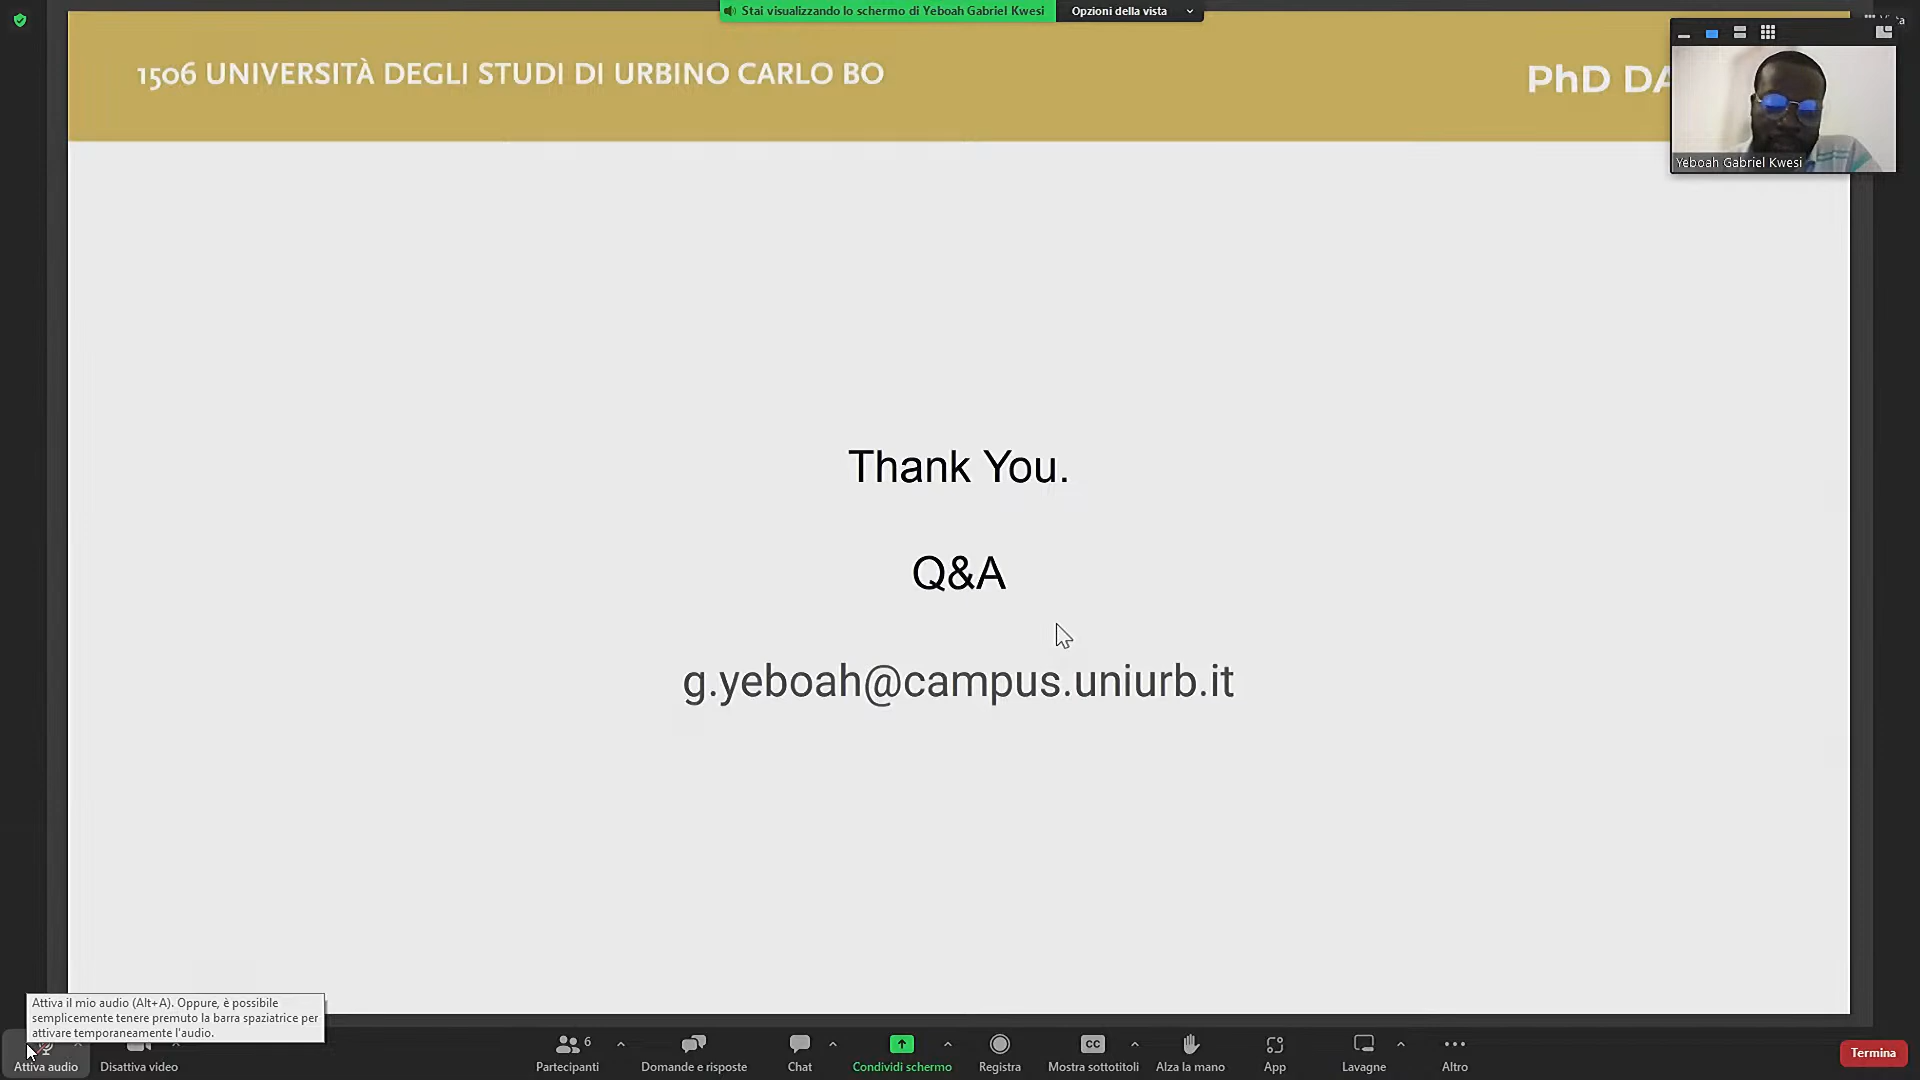 Stai visualizzando lo schermo di Yeboah Gabriel Kwesi
Opzioni della vista
1506 UNIVERSITÀ DEGLI STUDI DI URBINO CARLO BO
PhD
Yeboah Gabriel Kwesi
Thank You.
Q&A
g.yeboah@campus.uniurb.it
Attiva il mio audio (Alt+A). Oppure, è possibile
semplicemente tenere premuto la barra spaziatrice per
attivare temporaneamente l'audio.
Attiva audio
Disattiva video
6
Partecipanti
Domande e risposte
Chat
Condividi schermo
Registra
CC
Mostra sottotitoli
Alza la mano
App
Lavagne
Altro
Termina